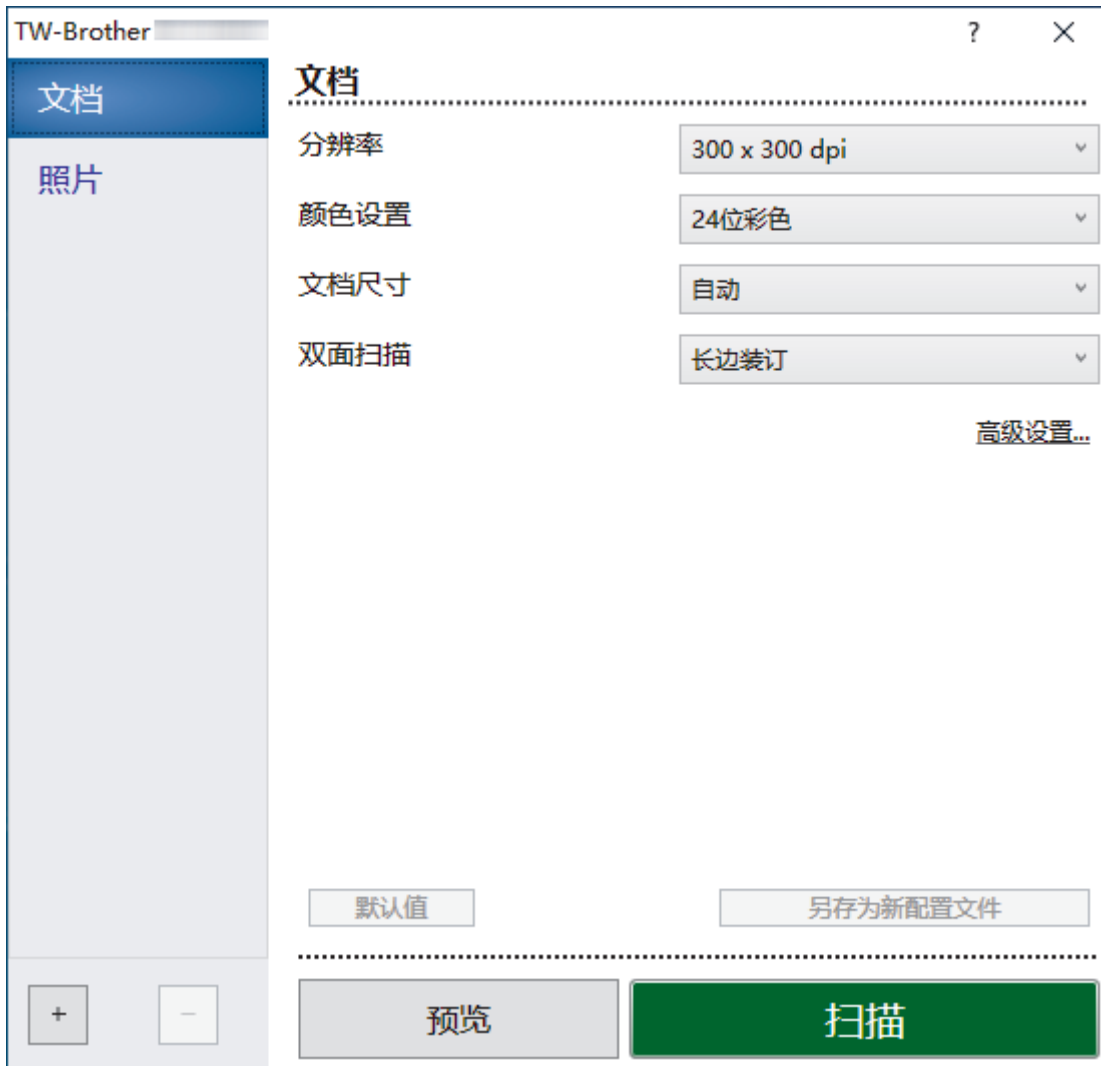 TW-Brother
?
文档
照片
文档
分辨率
300 x 300 dpi
颜色设置
24位彩色
文档尺寸
自动
双面扫描
长边装订
高级设置...
默认值
另存为新配置文件
+
−
预览
扫描